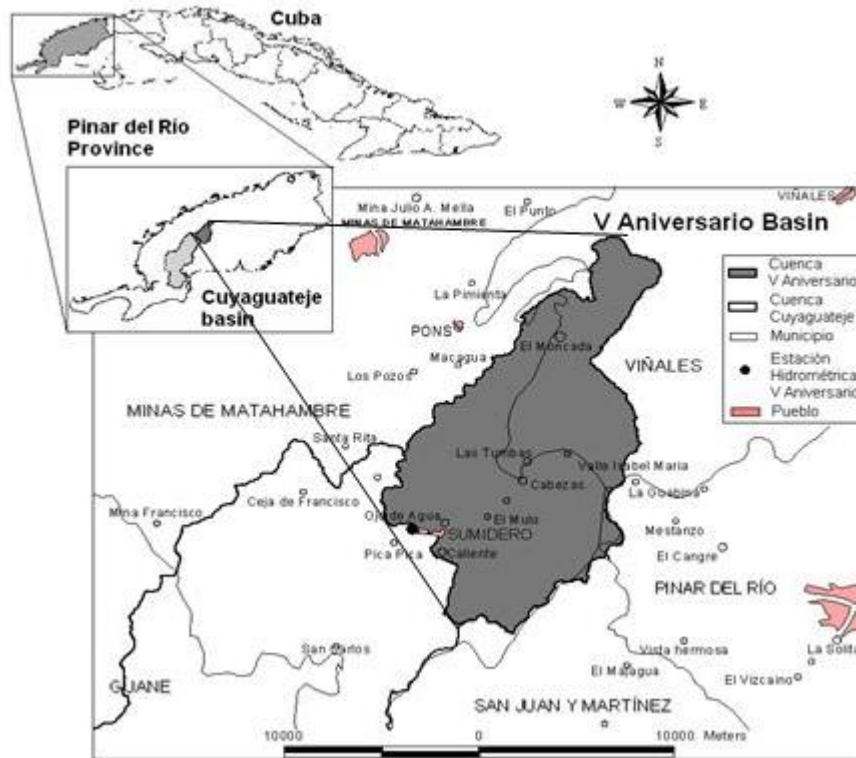 Cuba
N
W
E
S
Pinar del Río
Province
Cuyaguateje
basin
VIÑALES
Mina Julio A. Mella
El Punto
MINAS DE MATAHAMBRE
V Aniversario Basin
La Pimienta
PONS
El Moncada
Macagua
Los Pozos
VIÑALES
Cuenca
V Aniversario
Cuenca
Cuyaguateje
Municipio
Estación
Hidrométrica
V Aniversario
Pueblo
MINAS DE MATAHAMBRE
Santa Rita
Las Tumbas
Valle Isabel Maria
Cabezas
La Guabina
Ceja de Francisco
Mina Francisco
Ojo de Agua
El Mulo
SUMIDERO
Mestanzo
Pica Pica
Caliente
El Cangre
PINAR DEL RÍO
San Carlos
Vista hermosa
La Solda
GUANE
El Majagua
El Vizcaino
SAN JUAN Y MARTÍNEZ
10000
0
10000 Meters